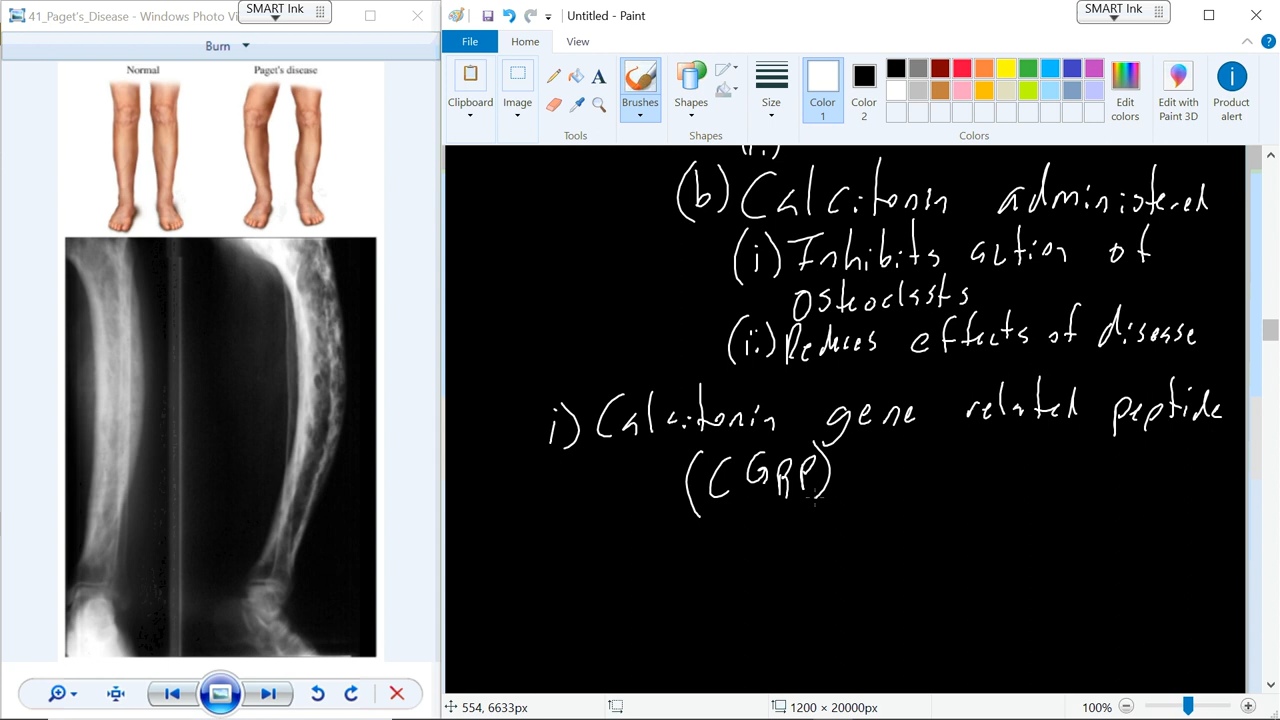 41_Paget's_Disease - Windows Photo Vi
SMART Ink
Burn
Normal
Paget's disease
Untitled - Paint
SMART Ink
File
Home
View
Clipboard
Image
Tools
Brushes
Shapes
Shapes
Size
Color 1
Color 2
Colors
Edit colors
Edit with Paint 3D
Product alert
(ii.)
(b) Calcitonin administered
(i) Inhibits action of
osteoclasts
(ii) Reduces effects of disease
i) Calcitonin gene related peptide
(CGRP)
554, 6633px
1200 × 20000px
100%